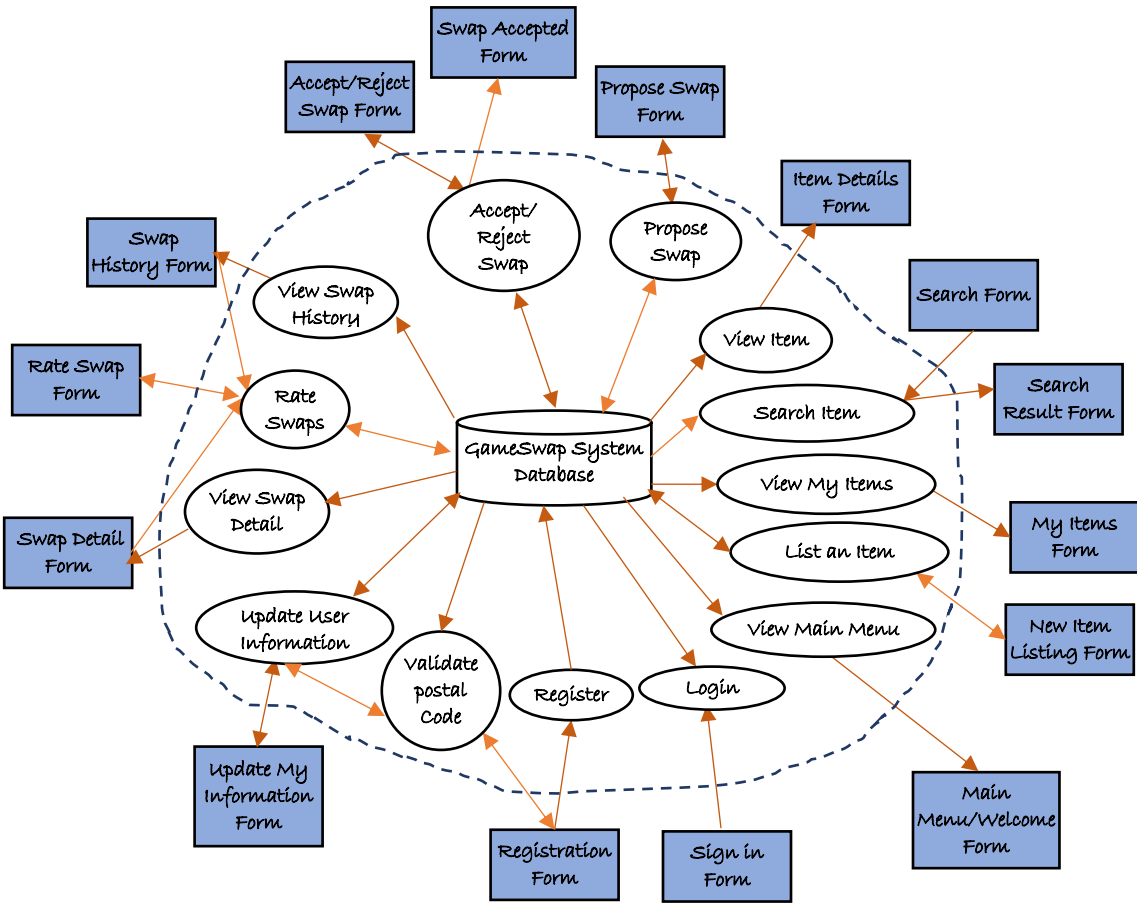 Swap Accepted
Form
Accept/Reject
Swap Form
Propose Swap
Form
Item Details
Form
Accept/
Reject
Swap
Propose
Swap
Swap
History Form
View Swap
History
Search Form
View Item
Rate Swap
Form
Rate
Swaps
Search Item
Search
Result Form
GameSwap System
Database
View My Items
View Swap
Detail
Swap Detail
Form
My Items
Form
List an Item
Update User
Information
View Main Menu
New Item
Listing Form
Validate
postal
Code
Register
Login
Update My
Information
Form
Main
Menu/Welcome
Form
Registration
Form
Sign in
Form